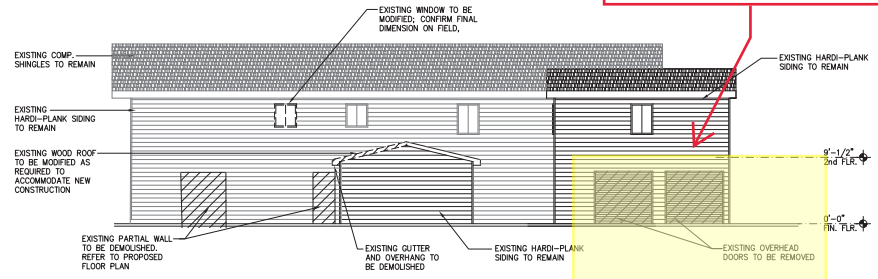 EXISTING WINDOW TO BE
MODIFIED; CONFIRM FINAL
DIMENSION ON FIELD,
EXISTING COMP.
SHINGLES TO REMAIN
EXISTING HARDI-PLANK
SIDING TO REMAIN
EXISTING
HARDI-PLANK SIDING
TO REMAIN
EXISTING WOOD ROOF
TO BE MODIFIED AS
REQUIRED TO
ACCOMMODATE NEW
CONSTRUCTION
9'-1/2"
2nd FLR.
0'-0"
FIN. FLR.
EXISTING PARTIAL WALL
TO BE DEMOLISHED.
REFER TO PROPOSED
FLOOR PLAN
EXISTING GUTTER
AND OVERHANG TO
BE DEMOLISHED
EXISTING HARDI-PLANK
SIDING TO REMAIN
EXISTING OVERHEAD
DOORS TO BE REMOVED